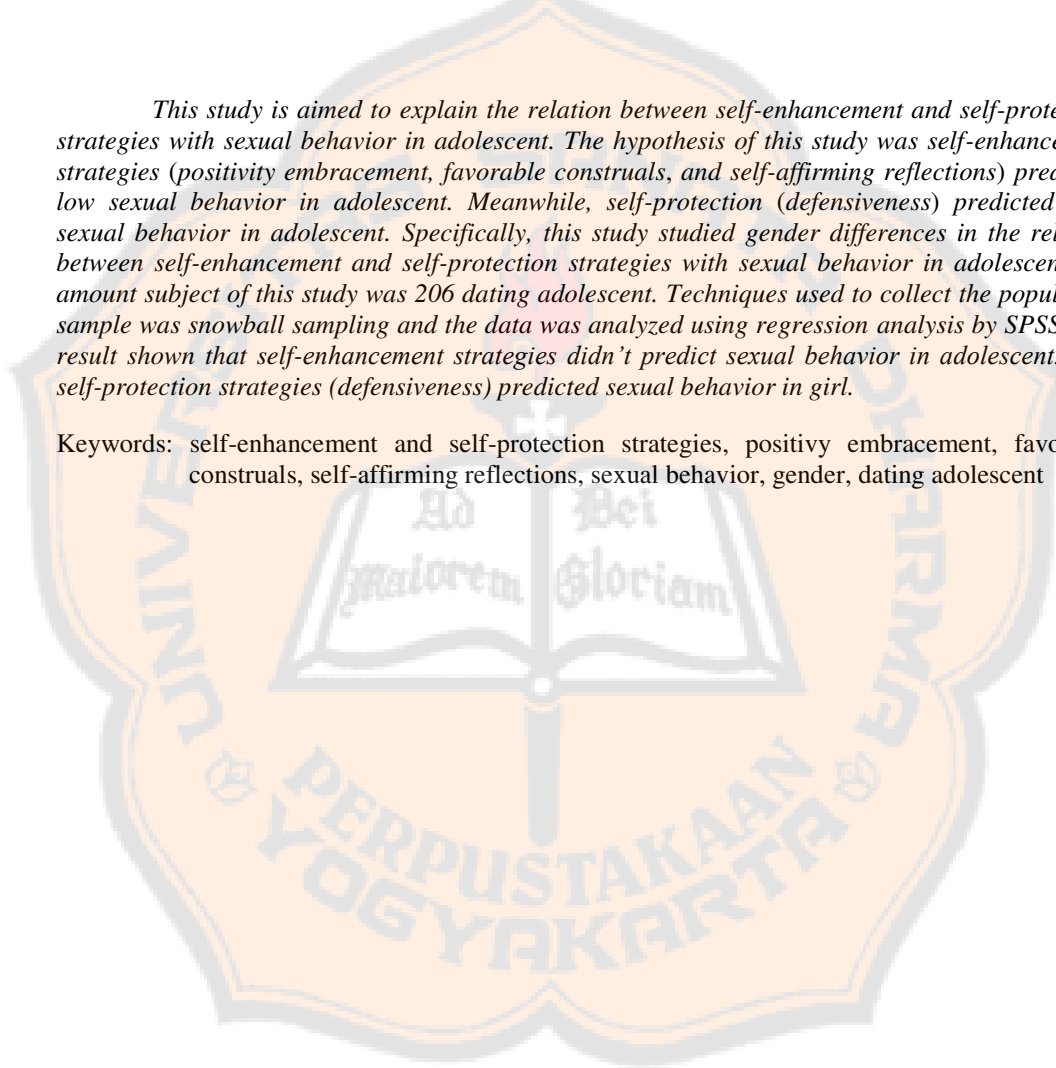 This study is aimed to explain the relation between self-enhancement and self-prote
strategies with sexual behavior in adolescent. The hypothesis of this study was self-enhance
strategies (positivity embracement, favorable construals, and self-affirming reflections) pred
low sexual behavior in adolescent. Meanwhile, self-protection (defensiveness) predicted
sexual behavior in adolescent. Specifically, this study studied gender differences in the rel
between self-enhancement and self-protection strategies with sexual behavior in adolescen
amount subject of this study was 206 dating adolescent. Techniques used to collect the popul
sample was snowball sampling and the data was analyzed using regression analysis by SPSS
result shown that self-enhancement strategies didn't predict sexual behavior in adolescent.
self-protection strategies (defensiveness) predicted sexual behavior in girl.
Keywords: self-enhancement and self-protection strategies, positivy embracement, favo
construals, self-affirming reflections, sexual behavior, gender, dating adolescent
UNIVERSITAS SANATA DHARMA
Ad Dei
Maiorem Gloriam
PERPUSTAKAAN
YOGYAKARTA